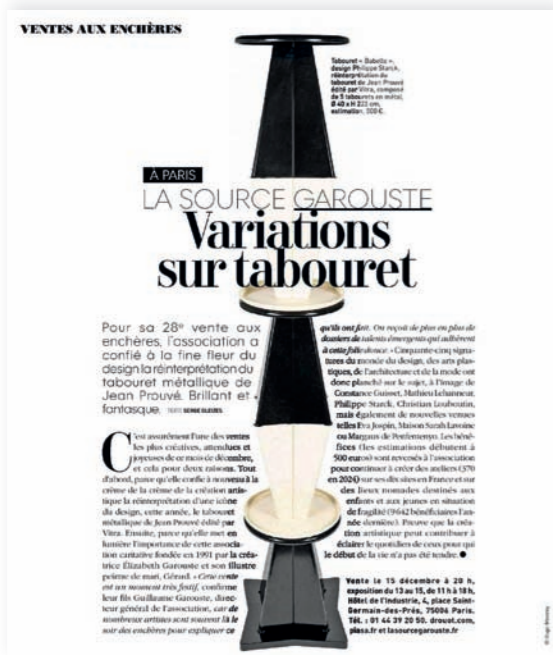 VENTES AUX ENCHÈRES
Tabouret « Babette »,
design Philippe Starck,
réinterprétation du
tabouret de Jean Prouvé
édité par Vitra, composé
de 5 tabourets en métal,
Ø 40 x H 223 cm,
estimation, 500 €.
À PARIS
LA SOURCE GAROUSTE
Variations
sur tabouret
Pour sa 28e vente aux
enchères, l'association a
confié à la fine fleur du
design la réinterprétation du
tabouret métallique de
Jean Prouvé. Brillant et
fantasque. TEXTE
C'est assurément l'une des ventes
les plus créatives, attendues et
joyeuses de ce mois de décembre,
et cela pour deux raisons. Tout
d'abord, parce qu'elle confie à nouveau à la
crème de la crème de la création artis-
tique la réinterprétation d'une icône
du design, cette année, le tabouret
métallique de Jean Prouvé édité par
Vitra. Ensuite, parce qu'elle met en
lumière l'importance de cette associa-
tion caritative fondée en 1991 par la créa-
trice Élizabeth Garouste et son illustre
peintre de mari, Gérard. « Cette vente
est un moment très festif, confirme
leur fils Guillaume Garouste, direc-
teur général de l'association, car de
nombreux artistes sont souvent là le
soir des enchères pour expliquer ce
qu'ils ont fait. On reçoit de plus en plus de
dossiers de talents émergents qui adhèrent
à cette folle danse. » Cinquante-cinq signa-
tures du monde du design, des arts plas-
tiques, de l'architecture et de la mode ont
donc planché sur le sujet, à l'image de
Constance Guisset, Mathieu Lehanneur,
Philippe Starck, Christian Louboutin,
mais également de nouvelles venues
telles Eva Jospin, Maison Sarah Lavoine
ou Margaux de Penfentenyo. Les béné-
fices (les estimations débutent à
500 euros) sont reversés à l'association
pour continuer à créer des ateliers (370
en 2024) sur ses dix sites en France et sur
des lieux nomades destinés aux
enfants et aux jeunes en situation
de fragilité (9 642 bénéficiaires l'an-
née dernière). Preuve que la créa-
tion artistique peut contribuer à
éclairer le quotidien de ceux pour qui
le début de la vie n'a pas été tendre. ●
Vente le 15 décembre à 20 h,
exposition du 13 au 15, de 11 h à 18 h,
Hôtel de l'Industrie, 4, place Saint-
Germain-des-Prés, 75006 Paris.
Tél. : 01 44 39 20 50. drouot.com,
piasa.fr et lasourcegarouste.fr